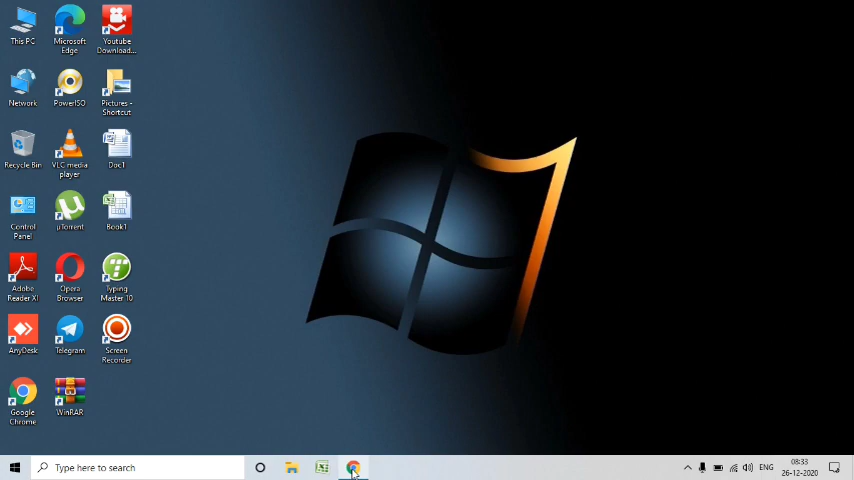 This PC
Microsoft
Edge
Youtube
Download...
Network
PowerISO
Pictures -
Shortcut
Recycle Bin
VLC media
player
Doc1
Control
Panel
µTorrent
Book1
Adobe
Reader XI
Opera
Browser
Typing
Master 10
AnyDesk
Telegram
Screen
Recorder
Google
Chrome
WinRAR
Type here to search
ENG
08:33
26-12-2020